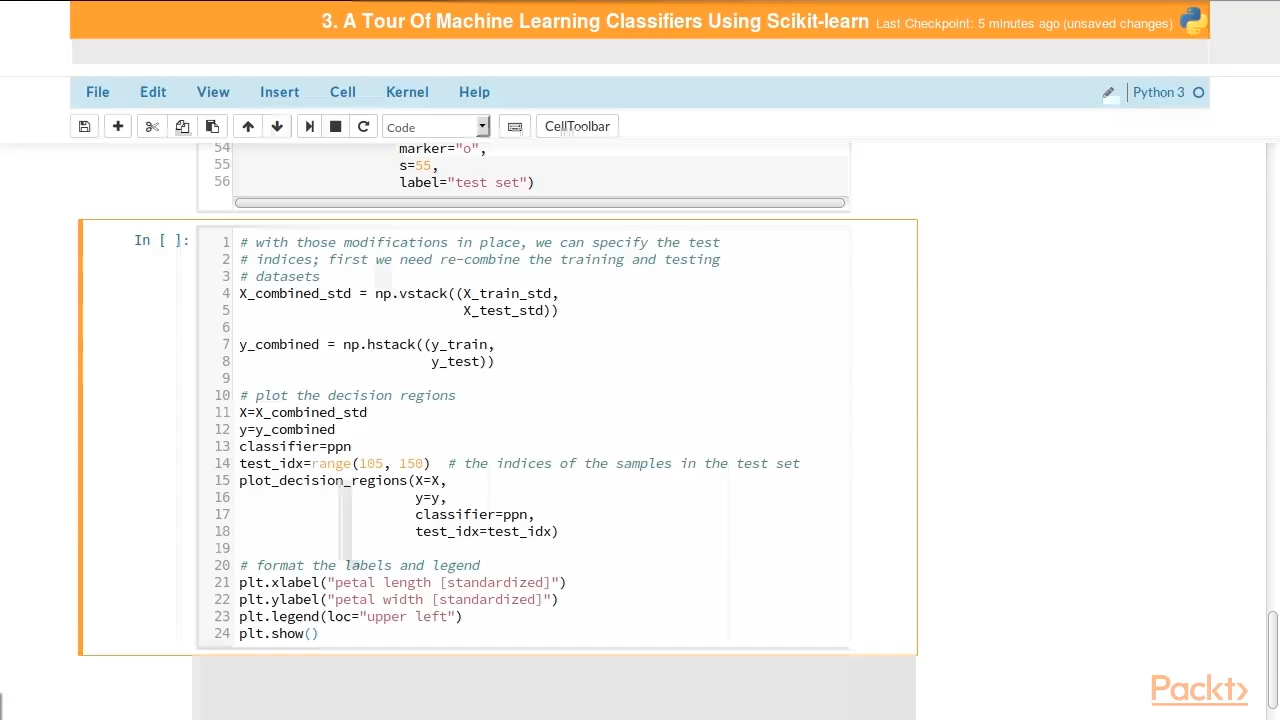 3. A Tour Of Machine Learning Classifiers Using Scikit-learn Last Checkpoint: 5 minutes ago (unsaved changes)
File Edit View Insert Cell Kernel Help Python 3
Code CellToolbar
54 marker="o",
55 s=55,
56 label="test set")
In [ ]:
1 # with those modifications in place, we can specify the test
2 # indices; first we need re-combine the training and testing
3 # datasets
4 X_combined_std = np.vstack((X_train_std,
5 X_test_std))
6
7 y_combined = np.hstack((y_train,
8 y_test))
9
10 # plot the decision regions
11 X=X_combined_std
12 y=y_combined
13 classifier=ppn
14 test_idx=range(105, 150) # the indices of the samples in the test set
15 plot_decision_regions(X=X,
16 y=y,
17 classifier=ppn,
18 test_idx=test_idx)
19
20 # format the labels and legend
21 plt.xlabel("petal length [standardized]")
22 plt.ylabel("petal width [standardized]")
23 plt.legend(loc="upper left")
24 plt.show()
Packt>